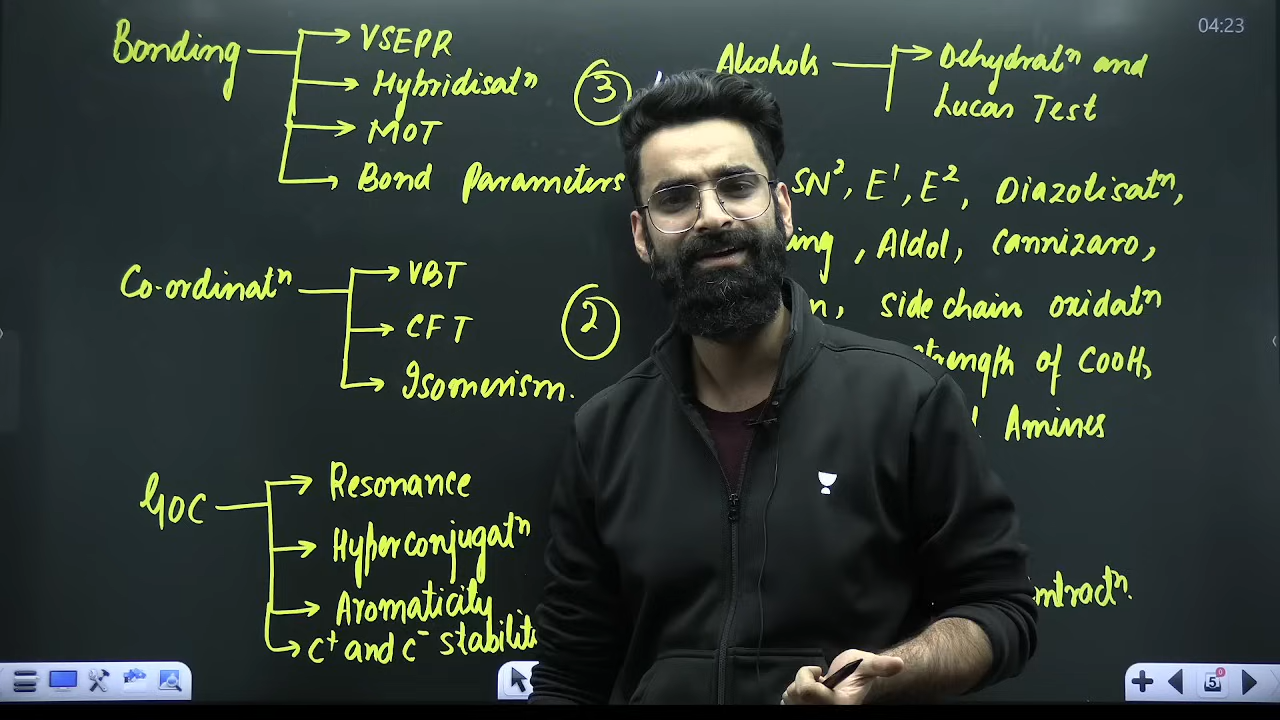 04:23
Bonding
VSEPR
Hybridisatⁿ
MOT
Bond Parameters
3
Alcohols
Dehydratⁿ and
Lucas Test
SN², E¹, E², Diazotisatⁿ,
ing, Aldol, Cannizaro,
n, side chain oxidatⁿ
strength of COOH,
Amines
Co-ordinatⁿ
VBT
CFT
Isomerism.
2
GOC
Resonance
Hyperconjugatⁿ
Aromaticity
C⁺ and C⁻ stabilit
ntractⁿ.
5
0